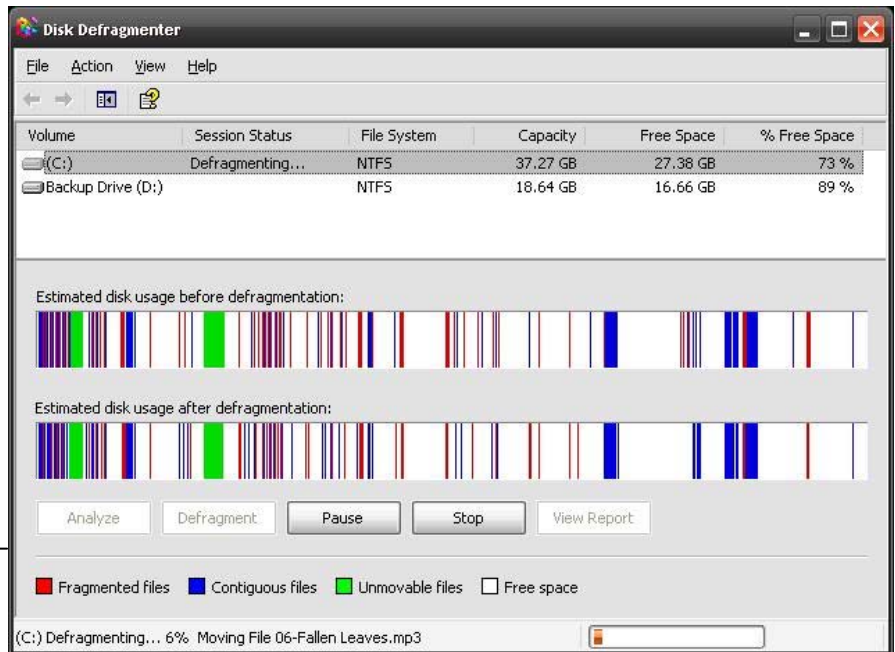 Disk Defragmenter
File Action View Help
Volume Session Status File System Capacity Free Space % Free Space
(C:) Defragmenting... NTFS 37.27 GB 27.38 GB 73 %
Backup Drive (D:) NTFS 18.64 GB 16.66 GB 89 %
Estimated disk usage before defragmentation:
Estimated disk usage after defragmentation:
Analyze Defragment Pause Stop View Report
Fragmented files Contiguous files Unmovable files Free space
(C:) Defragmenting... 6% Moving File 06-Fallen Leaves.mp3